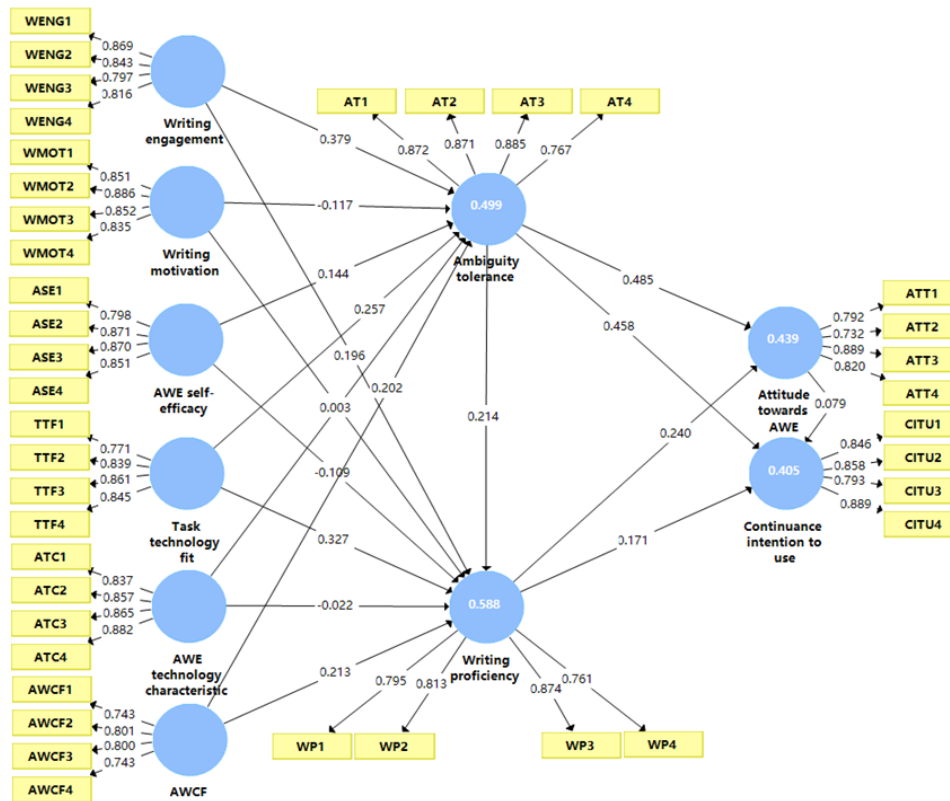 WENG1
WENG2
WENG3
WENG4
0.869
0.843
0.797
0.816
Writing
engagement
WMOT1
WMOT2
WMOT3
WMOT4
0.851
0.886
0.852
0.835
Writing
motivation
ASE1
ASE2
ASE3
ASE4
0.798
0.871
0.870
0.851
AWE self-
efficacy
TTF1
TTF2
TTF3
TTF4
0.771
0.839
0.861
0.845
Task
technology
fit
ATC1
ATC2
ATC3
ATC4
0.837
0.857
0.865
0.882
AWE
technology
characteristic
AWCF1
AWCF2
AWCF3
AWCF4
0.743
0.801
0.800
0.743
AWCF
0.379
-0.117
0.144
0.257
0.196
0.202
0.003
-0.109
0.327
-0.022
0.213
AT1
AT2
AT3
AT4
0.872
0.871
0.885
0.767
0.499
Ambiguity
tolerance
0.214
0.588
Writing
proficiency
0.795
0.813
0.874
0.761
WP1
WP2
WP3
WP4
0.485
0.458
0.240
0.171
0.439
Attitude
towards
AWE
0.079
0.792
0.732
0.889
0.820
ATT1
ATT2
ATT3
ATT4
0.405
Continuance
intention to
use
0.846
0.858
0.793
0.889
CITU1
CITU2
CITU3
CITU4